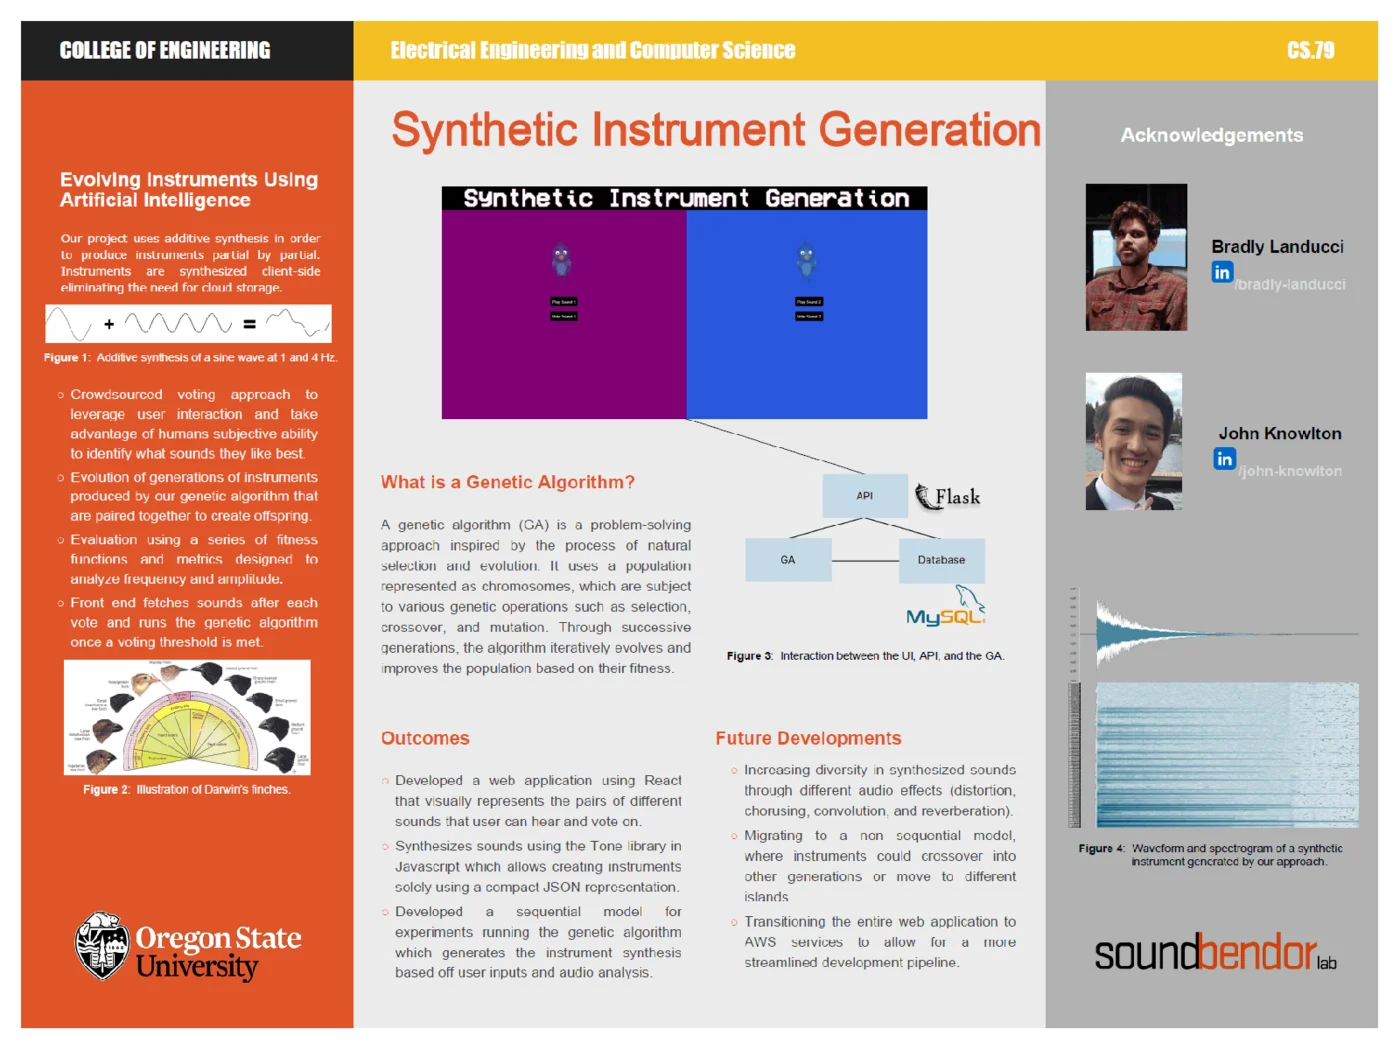 COLLEGE OF ENGINEERING
Electrical Engineering and Computer Science
CS.79
Evolving Instruments Using
Artificial Intelligence
Our project uses additive synthesis in order
to produce instruments partial by partial.
Instruments are synthesized client-side
eliminating the need for cloud storage.
+ =
Figure 1: Additive synthesis of a sine wave at 1 and 4 Hz.
○ Crowdsourced voting approach to
leverage user interaction and take
advantage of humans subjective ability
to identify what sounds they like best.
○ Evolution of generations of instruments
produced by our genetic algorithm that
are paired together to create offspring.
○ Evaluation using a series of fitness
functions and metrics designed to
analyze frequency and amplitude.
○ Front end fetches sounds after each
vote and runs the genetic algorithm
once a voting threshold is met.
Figure 2: Illustration of Darwin's finches.
Oregon State
University
Synthetic Instrument Generation
Synthetic Instrument Generation
Play Sound 1
Vote Sound 1
Play Sound 2
Vote Sound 2
What is a Genetic Algorithm?
A genetic algorithm (GA) is a problem-solving
approach inspired by the process of natural
selection and evolution. It uses a population
represented as chromosomes, which are subject
to various genetic operations such as selection,
crossover, and mutation. Through successive
generations, the algorithm iteratively evolves and
improves the population based on their fitness.
API
Flask
GA
Database
MySQL
Figure 3: Interaction between the UI, API, and the GA.
Outcomes
○ Developed a web application using React
that visually represents the pairs of different
sounds that user can hear and vote on.
○ Synthesizes sounds using the Tone library in
Javascript which allows creating instruments
solely using a compact JSON representation.
○ Developed a sequential model for
experiments running the genetic algorithm
which generates the instrument synthesis
based off user inputs and audio analysis.
Future Developments
○ Increasing diversity in synthesized sounds
through different audio effects (distortion,
chorusing, convolution, and reverberation).
○ Migrating to a non sequential model,
where instruments could crossover into
other generations or move to different
islands
○ Transitioning the entire web application to
AWS services to allow for a more
streamlined development pipeline.
Acknowledgements
Bradly Landucci
in /bradly-landucci
John Knowlton
in /john-knowlton
Figure 4: Waveform and spectrogram of a synthetic
instrument generated by our approach.
soundbendor lab